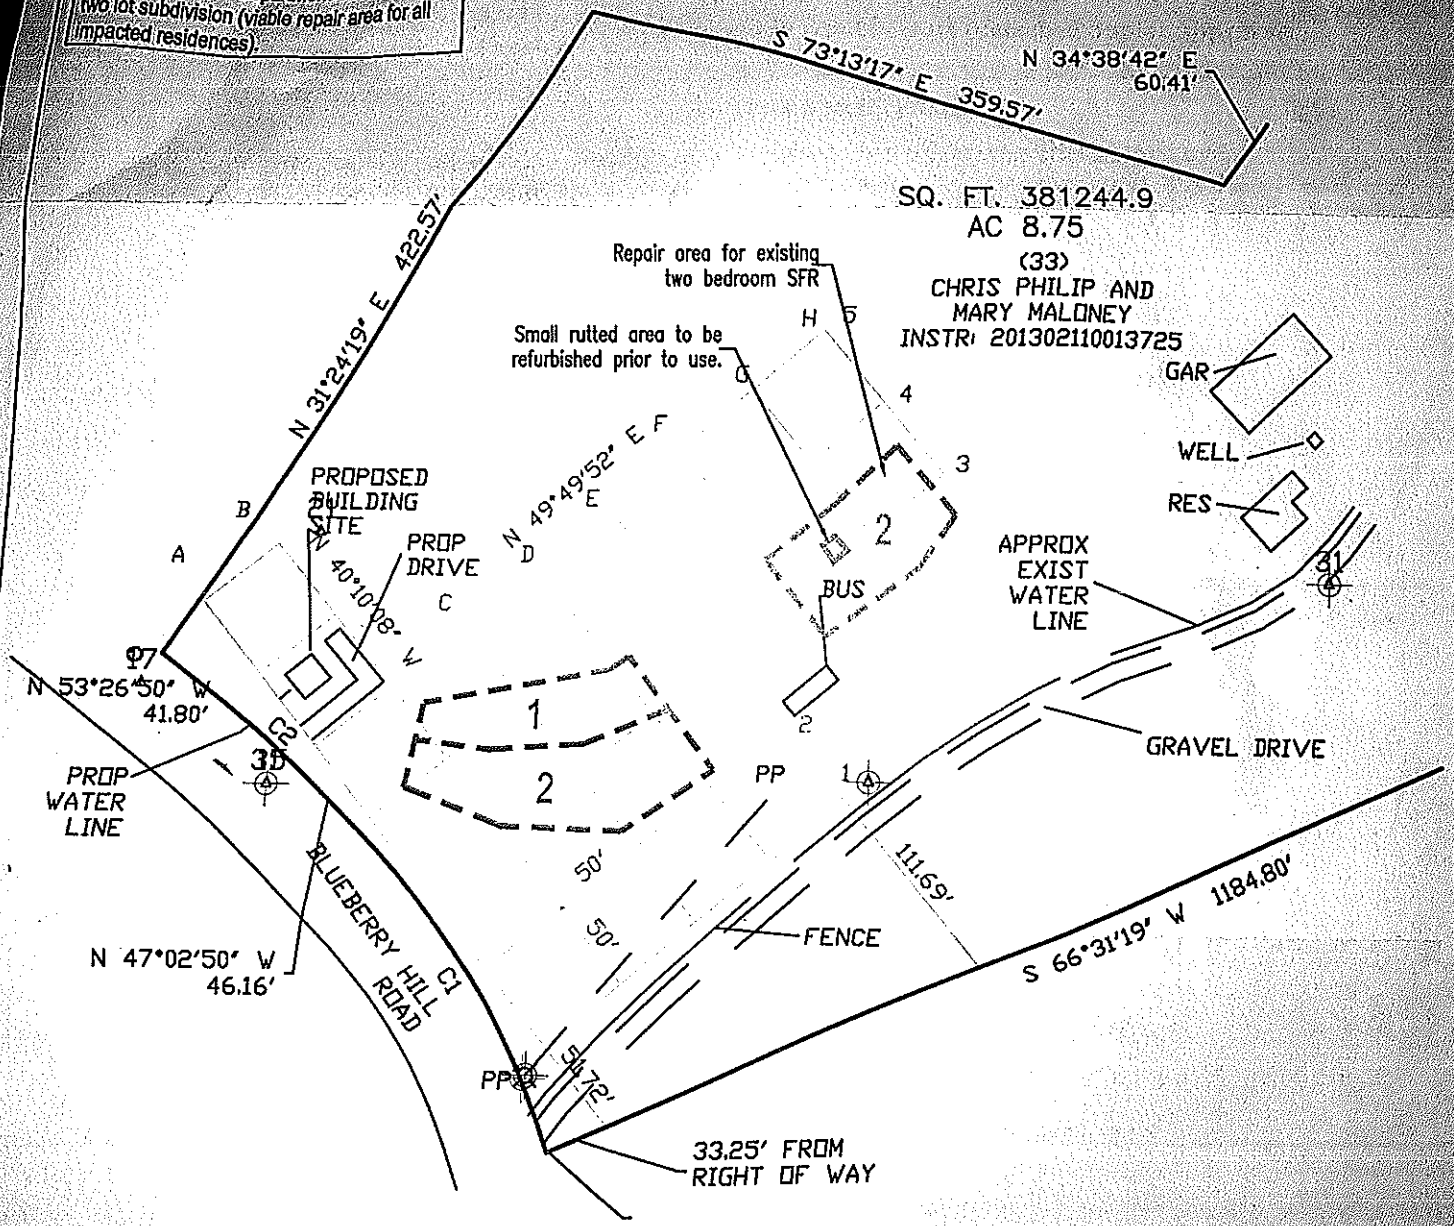 two lot subdivision (viable repair area for all
impacted residences).
S 73°13'17" E 359.57'
N 34°38'42" E
60.41'
SQ. FT. 381244.9
AC 8.75
(33)
CHRIS PHILIP AND
MARY MALONEY
INSTR: 201302110013725
N 31°24'19" E 422.57'
Repair area for existing
two bedroom SFR
Small rutted area to be
refurbished prior to use.
H
5
G
4
F
3
E
D
C
B
A
N 49°49'52" E
GAR
WELL
RES
PROPOSED
BUILDING
SITE
N 40°10'08" W
PROP
DRIVE
2
BUS
APPROX
EXIST
WATER
LINE
31
17
N 53°26'50" W
41.80'
1
2
2
C2
GRAVEL DRIVE
PP
1
PROP
WATER
LINE
50'
111.69'
BLUEBERRY HILL
ROAD
50'
FENCE
S 66°31'19" W 1184.80'
N 47°02'50" W
46.16'
C1
PP
51.72'
33.25' FROM
RIGHT OF WAY